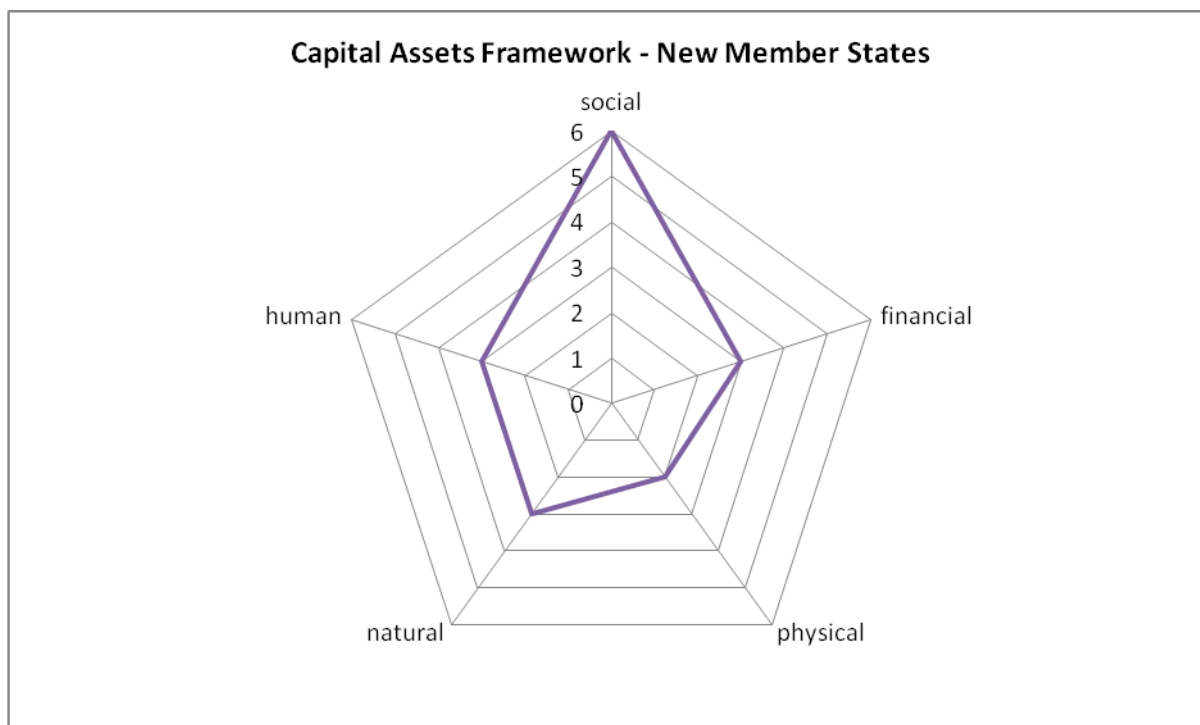 Capital Assets Framework - New Member States
social
6
5
4
3
2
1
0
human
financial
natural
physical